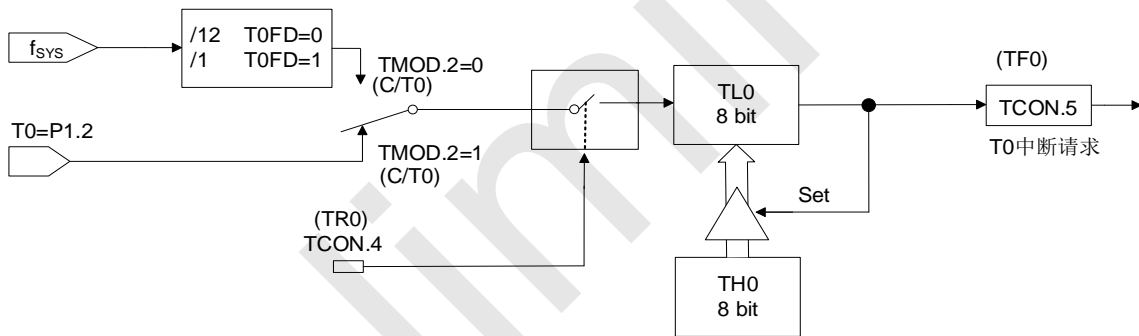 f_SYS
/12 T0FD=0
/1 T0FD=1
TMOD.2=0
(C/T0)
T0=P1.2
TMOD.2=1
(C/T0)
(TR0)
TCON.4
TL0
8 bit
Set
TH0
8 bit
(TF0)
TCON.5
T0中断请求